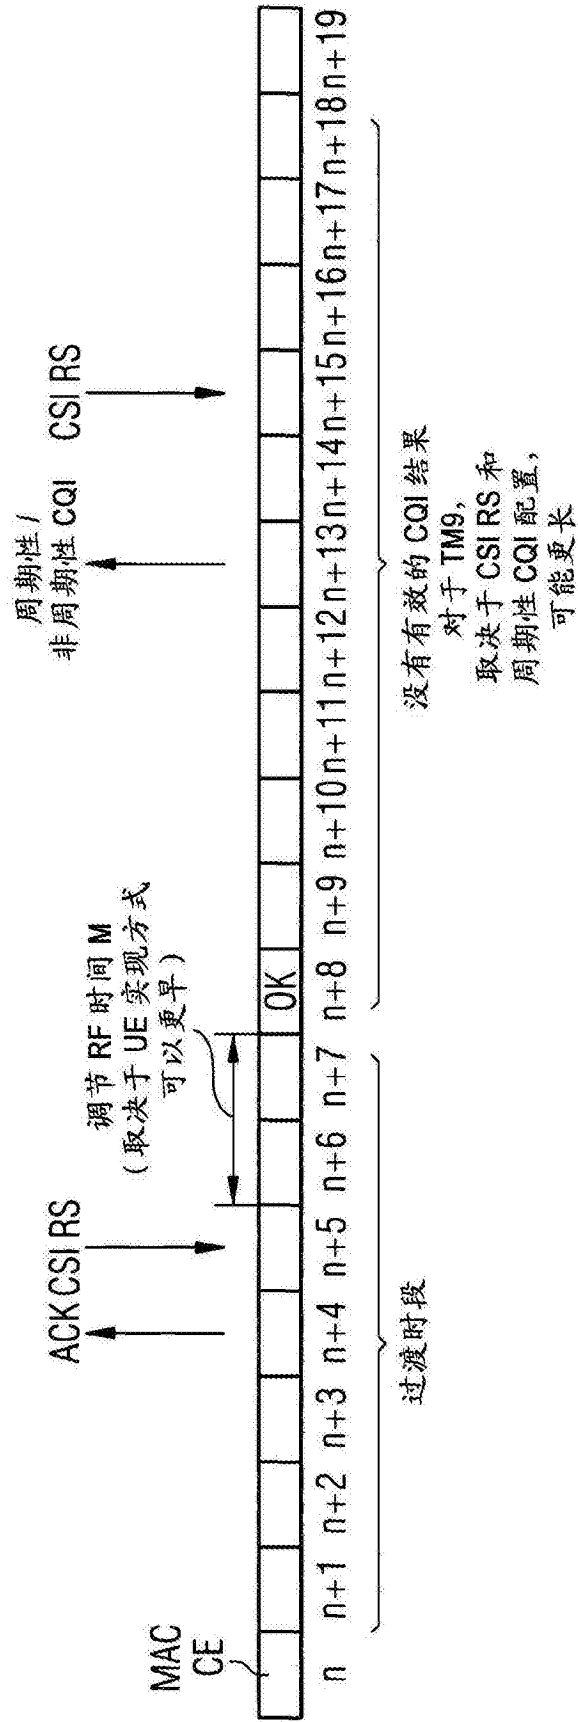 MAC
CE
ACK
CSI RS
调节 RF 时间 M
(取决于 UE 实现方式
可以更早)
周期性 /
非周期性 CQI
CSI RS
OK
n
n+1
n+2
n+3
n+4
n+5
n+6
n+7
n+8
n+9
n+10
n+11
n+12
n+13
n+14
n+15
n+16
n+17
n+18
n+19
过渡时段
没有有效的 CQI 结果
对于 TM9,
取决于 CSI RS 和
周期性 CQI 配置,
可能更长